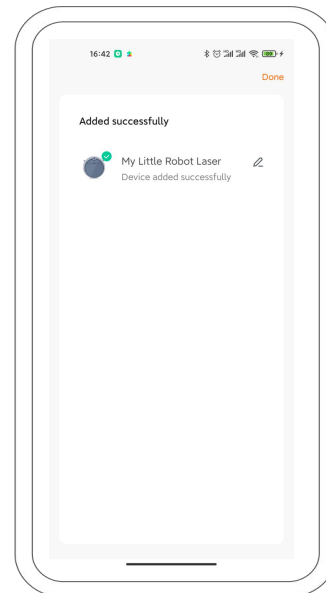 16:42
Done
Added successfully
My Little Robot Laser
Device added successfully